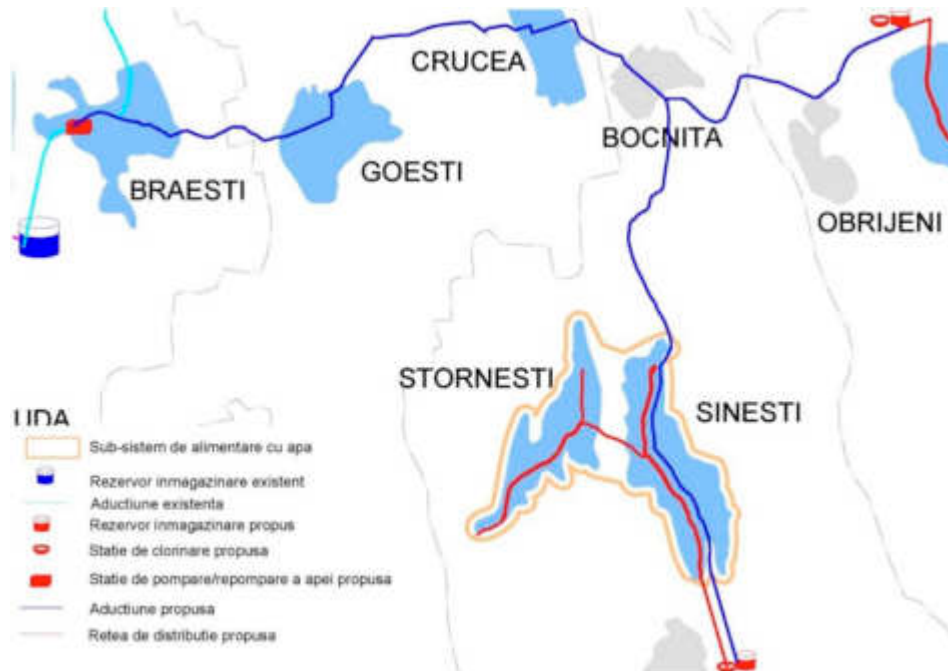 CRUCEA
BOCNITA
GOESTI
BRAESTI
OBRIJENI
STORNESTI
SINESTI
UDA
Sub-sistem de alimentare cu apa
Rezervor inmagazinare existent
Aductiune existenta
Rezervor inmagazinare propus
Statie de clorinare propusa
Statie de pompare/repompare a apei propusa
Aductiune propusa
Retea de distributie propusa